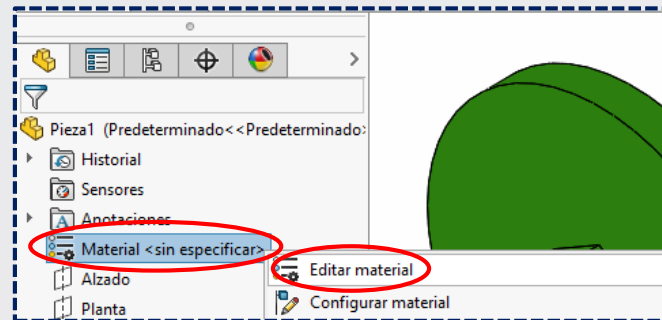 Pieza1 (Predeterminado<<Predeterminado>
Historial
Sensores
Anotaciones
Material <sin especificar>
Editar material
Alzado
Configurar material
Planta